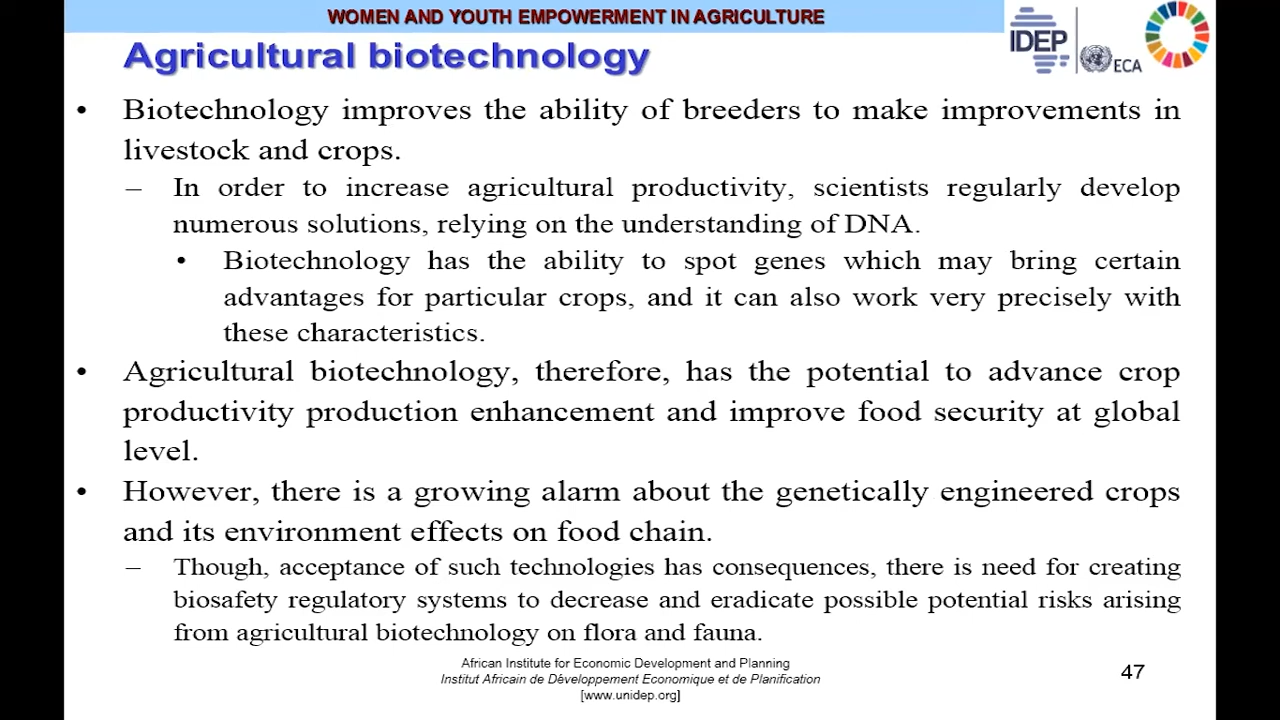 WOMEN AND YOUTH EMPOWERMENT IN AGRICULTURE
Agricultural biotechnology
IDEP
ECA
• Biotechnology improves the ability of breeders to make improvements in
livestock and crops.
– In order to increase agricultural productivity, scientists regularly develop
numerous solutions, relying on the understanding of DNA.
• Biotechnology has the ability to spot genes which may bring certain
advantages for particular crops, and it can also work very precisely with
these characteristics.
• Agricultural biotechnology, therefore, has the potential to advance crop
productivity production enhancement and improve food security at global
level.
• However, there is a growing alarm about the genetically engineered crops
and its environment effects on food chain.
– Though, acceptance of such technologies has consequences, there is need for creating
biosafety regulatory systems to decrease and eradicate possible potential risks arising
from agricultural biotechnology on flora and fauna.
African Institute for Economic Development and Planning
Institut Africain de Développement Economique et de Planification
[www.unidep.org]
47